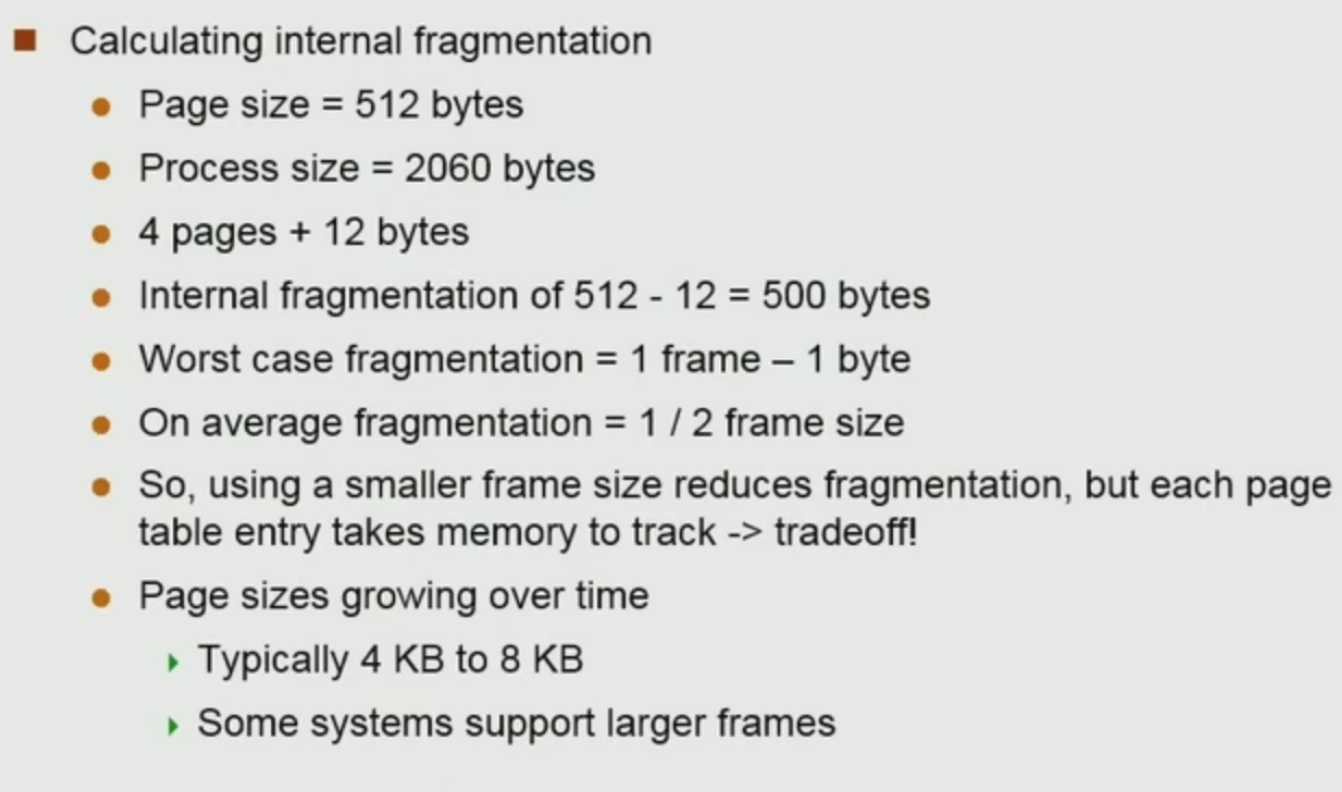 Calculating internal fragmentation
Page size = 512 bytes
Process size = 2060 bytes
4 pages + 12 bytes
Internal fragmentation of 512 - 12 = 500 bytes
Worst case fragmentation = 1 frame – 1 byte
On average fragmentation = 1 / 2 frame size
So, using a smaller frame size reduces fragmentation, but each page
table entry takes memory to track -> tradeoff!
Page sizes growing over time
Typically 4 KB to 8 KB
Some systems support larger frames